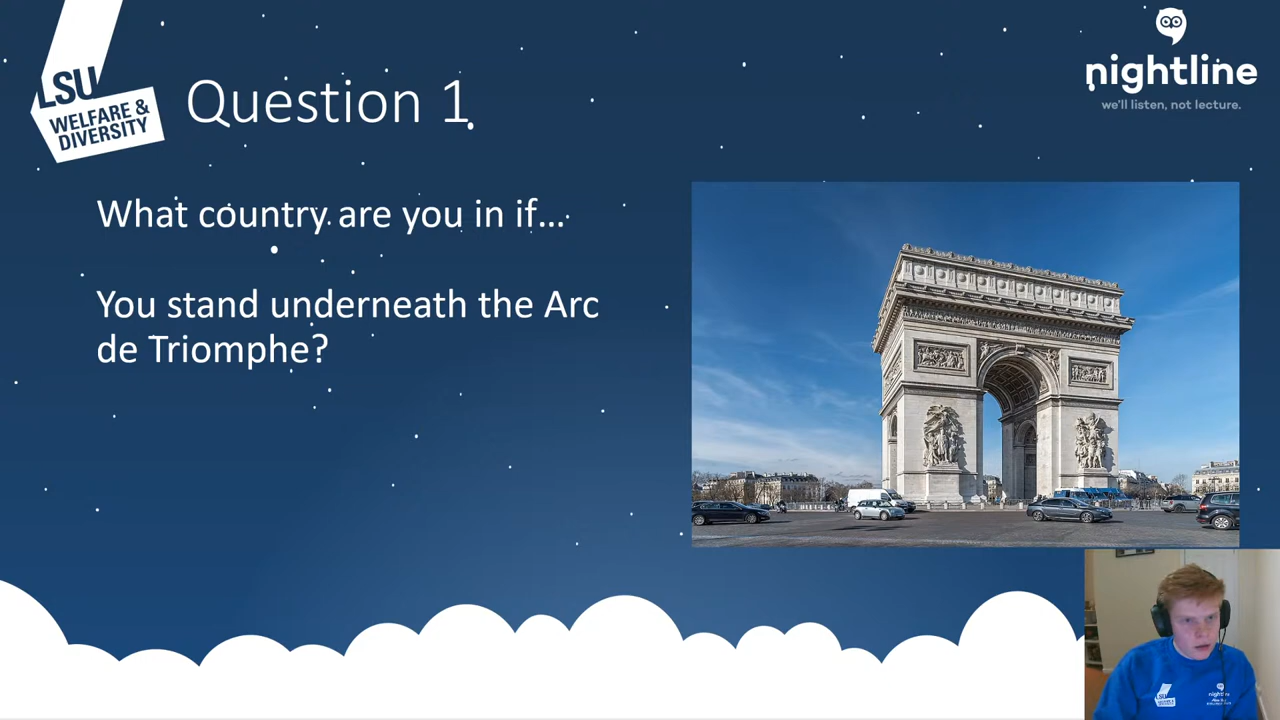 LSU
WELFARE &
DIVERSITY
Question 1
nightline
we'll listen, not lecture.
What country are you in if...
You stand underneath the Arc
de Triomphe?